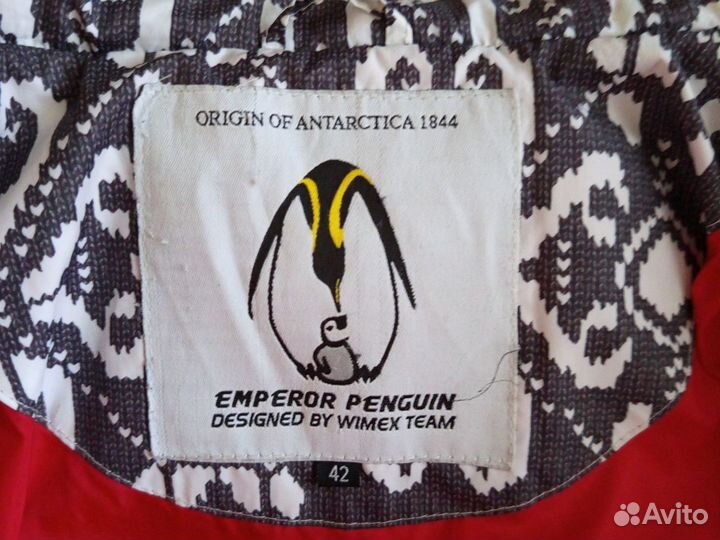 ORIGIN OF ANTARCTICA 1844
EMPEROR PENGUIN
DESIGNED BY WIMEX TEAM
42
Avito